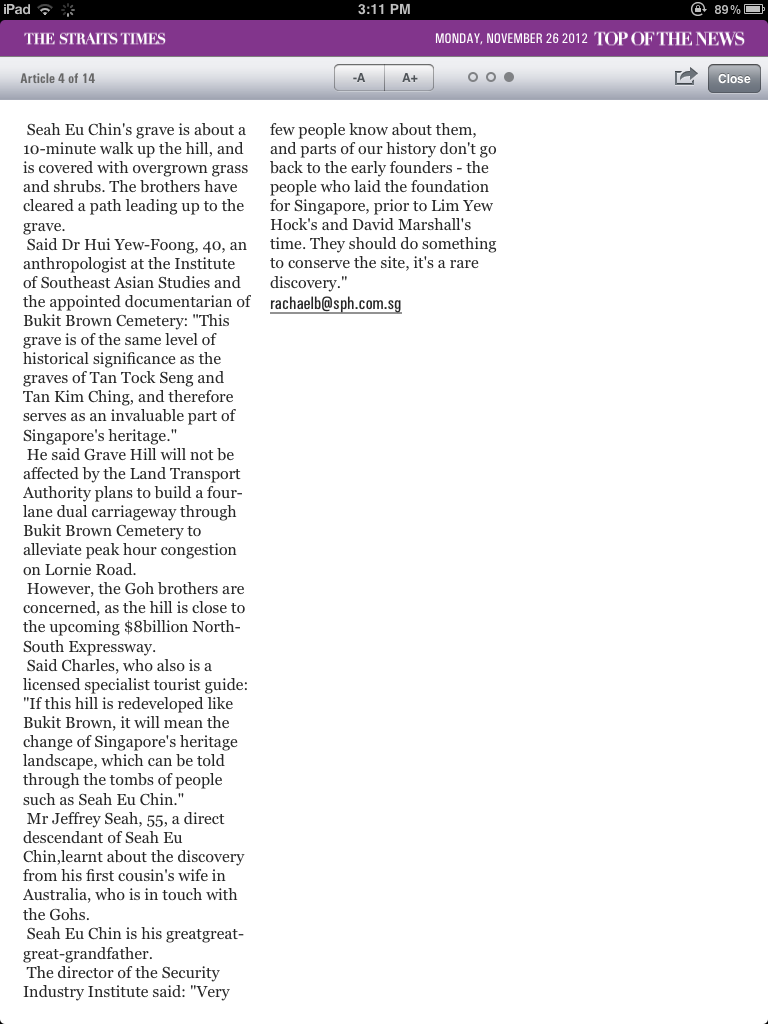 iPad 3:11 PM 89%
THE STRAITS TIMES MONDAY, NOVEMBER 26 2012 TOP OF THE NEWS
Article 4 of 14 -A A+ Close
Seah Eu Chin's grave is about a
10-minute walk up the hill, and
is covered with overgrown grass
and shrubs. The brothers have
cleared a path leading up to the
grave.
Said Dr Hui Yew-Foong, 40, an
anthropologist at the Institute
of Southeast Asian Studies and
the appointed documentarian of
Bukit Brown Cemetery: "This
grave is of the same level of
historical significance as the
graves of Tan Tock Seng and
Tan Kim Ching, and therefore
serves as an invaluable part of
Singapore's heritage."
He said Grave Hill will not be
affected by the Land Transport
Authority plans to build a four-
lane dual carriageway through
Bukit Brown Cemetery to
alleviate peak hour congestion
on Lornie Road.
However, the Goh brothers are
concerned, as the hill is close to
the upcoming $8billion North-
South Expressway.
Said Charles, who also is a
licensed specialist tourist guide:
"If this hill is redeveloped like
Bukit Brown, it will mean the
change of Singapore's heritage
landscape, which can be told
through the tombs of people
such as Seah Eu Chin."
Mr Jeffrey Seah, 55, a direct
descendant of Seah Eu
Chin,learnt about the discovery
from his first cousin's wife in
Australia, who is in touch with
the Gohs.
Seah Eu Chin is his greatgreat-
great-grandfather.
The director of the Security
Industry Institute said: "Very
few people know about them,
and parts of our history don't go
back to the early founders - the
people who laid the foundation
for Singapore, prior to Lim Yew
Hock's and David Marshall's
time. They should do something
to conserve the site, it's a rare
discovery."
rachaelb@sph.com.sg